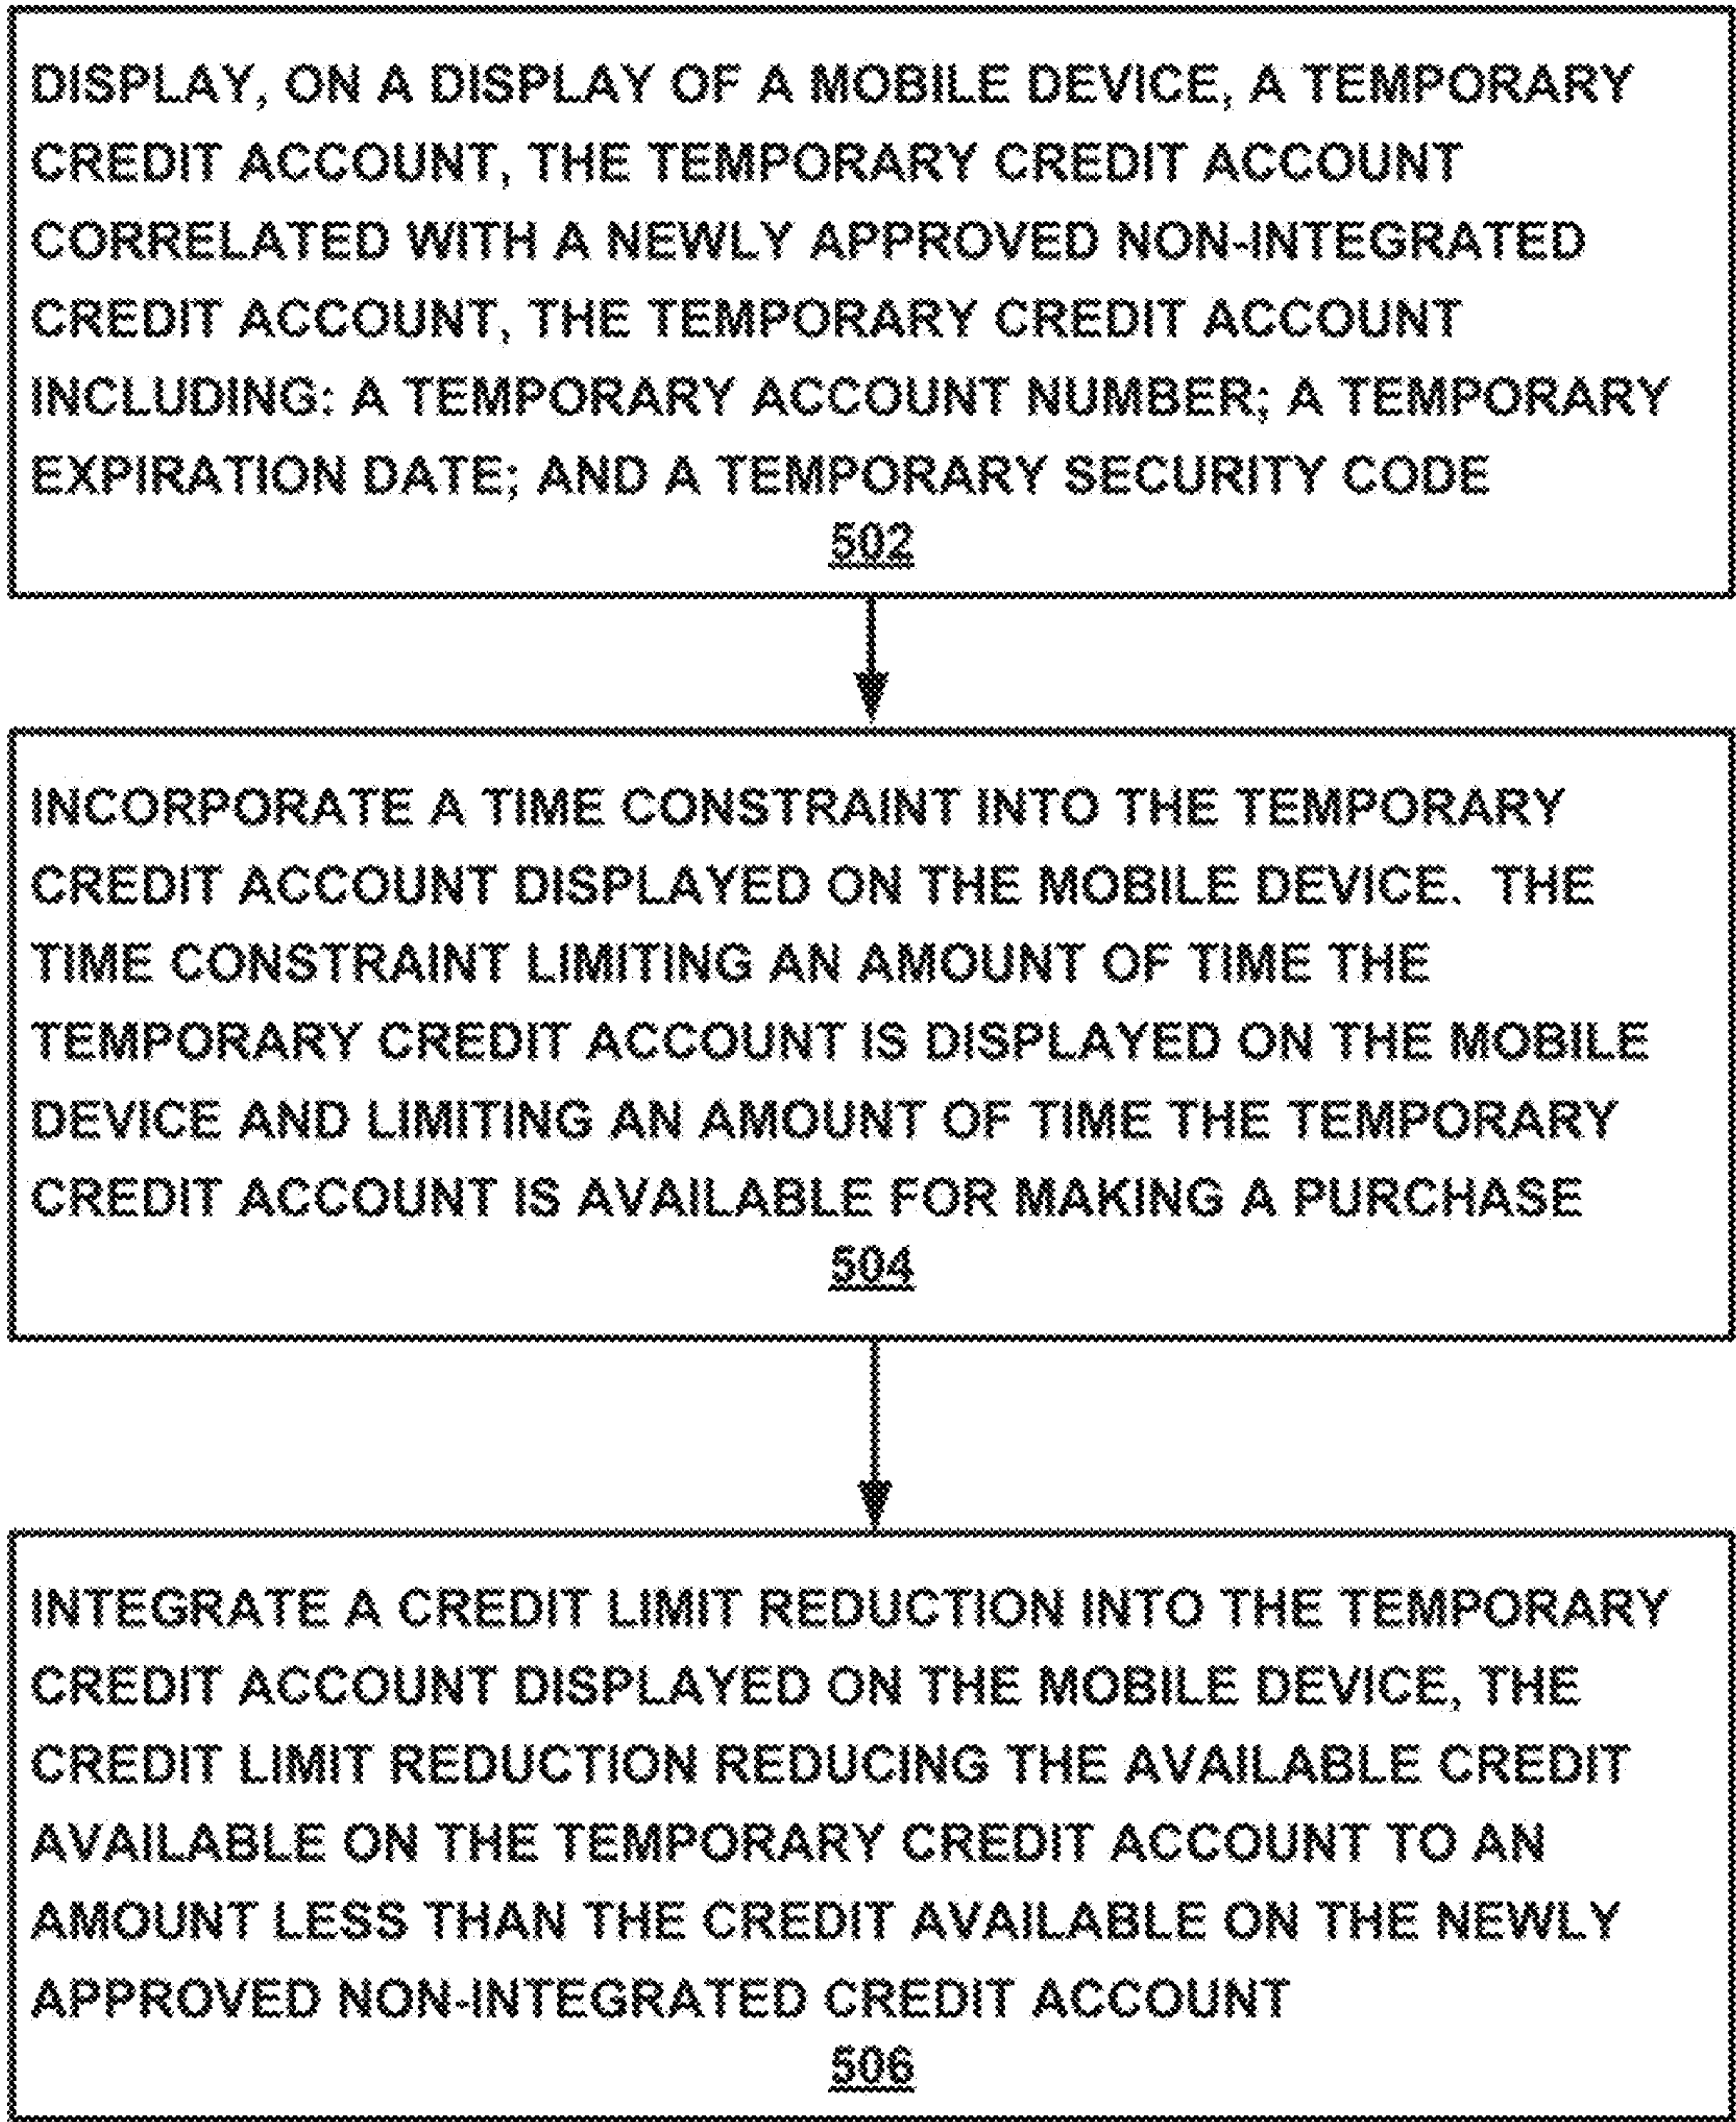 DISPLAY, ON A DISPLAY OF A MOBILE DEVICE, A TEMPORARY
CREDIT ACCOUNT, THE TEMPORARY CREDIT ACCOUNT
CORRELATED WITH A NEWLY APPROVED NON-INTEGRATED
CREDIT ACCOUNT, THE TEMPORARY CREDIT ACCOUNT
INCLUDING: A TEMPORARY ACCOUNT NUMBER; A TEMPORARY
EXPIRATION DATE; AND A TEMPORARY SECURITY CODE
502
INCORPORATE A TIME CONSTRAINT INTO THE TEMPORARY
CREDIT ACCOUNT DISPLAYED ON THE MOBILE DEVICE. THE
TIME CONSTRAINT LIMITING AN AMOUNT OF TIME THE
TEMPORARY CREDIT ACCOUNT IS DISPLAYED ON THE MOBILE
DEVICE AND LIMITING AN AMOUNT OF TIME THE TEMPORARY
CREDIT ACCOUNT IS AVAILABLE FOR MAKING A PURCHASE
504
INTEGRATE A CREDIT LIMIT REDUCTION INTO THE TEMPORARY
CREDIT ACCOUNT DISPLAYED ON THE MOBILE DEVICE, THE
CREDIT LIMIT REDUCTION REDUCING THE AVAILABLE CREDIT
AVAILABLE ON THE TEMPORARY CREDIT ACCOUNT TO AN
AMOUNT LESS THAN THE CREDIT AVAILABLE ON THE NEWLY
APPROVED NON-INTEGRATED CREDIT ACCOUNT
506